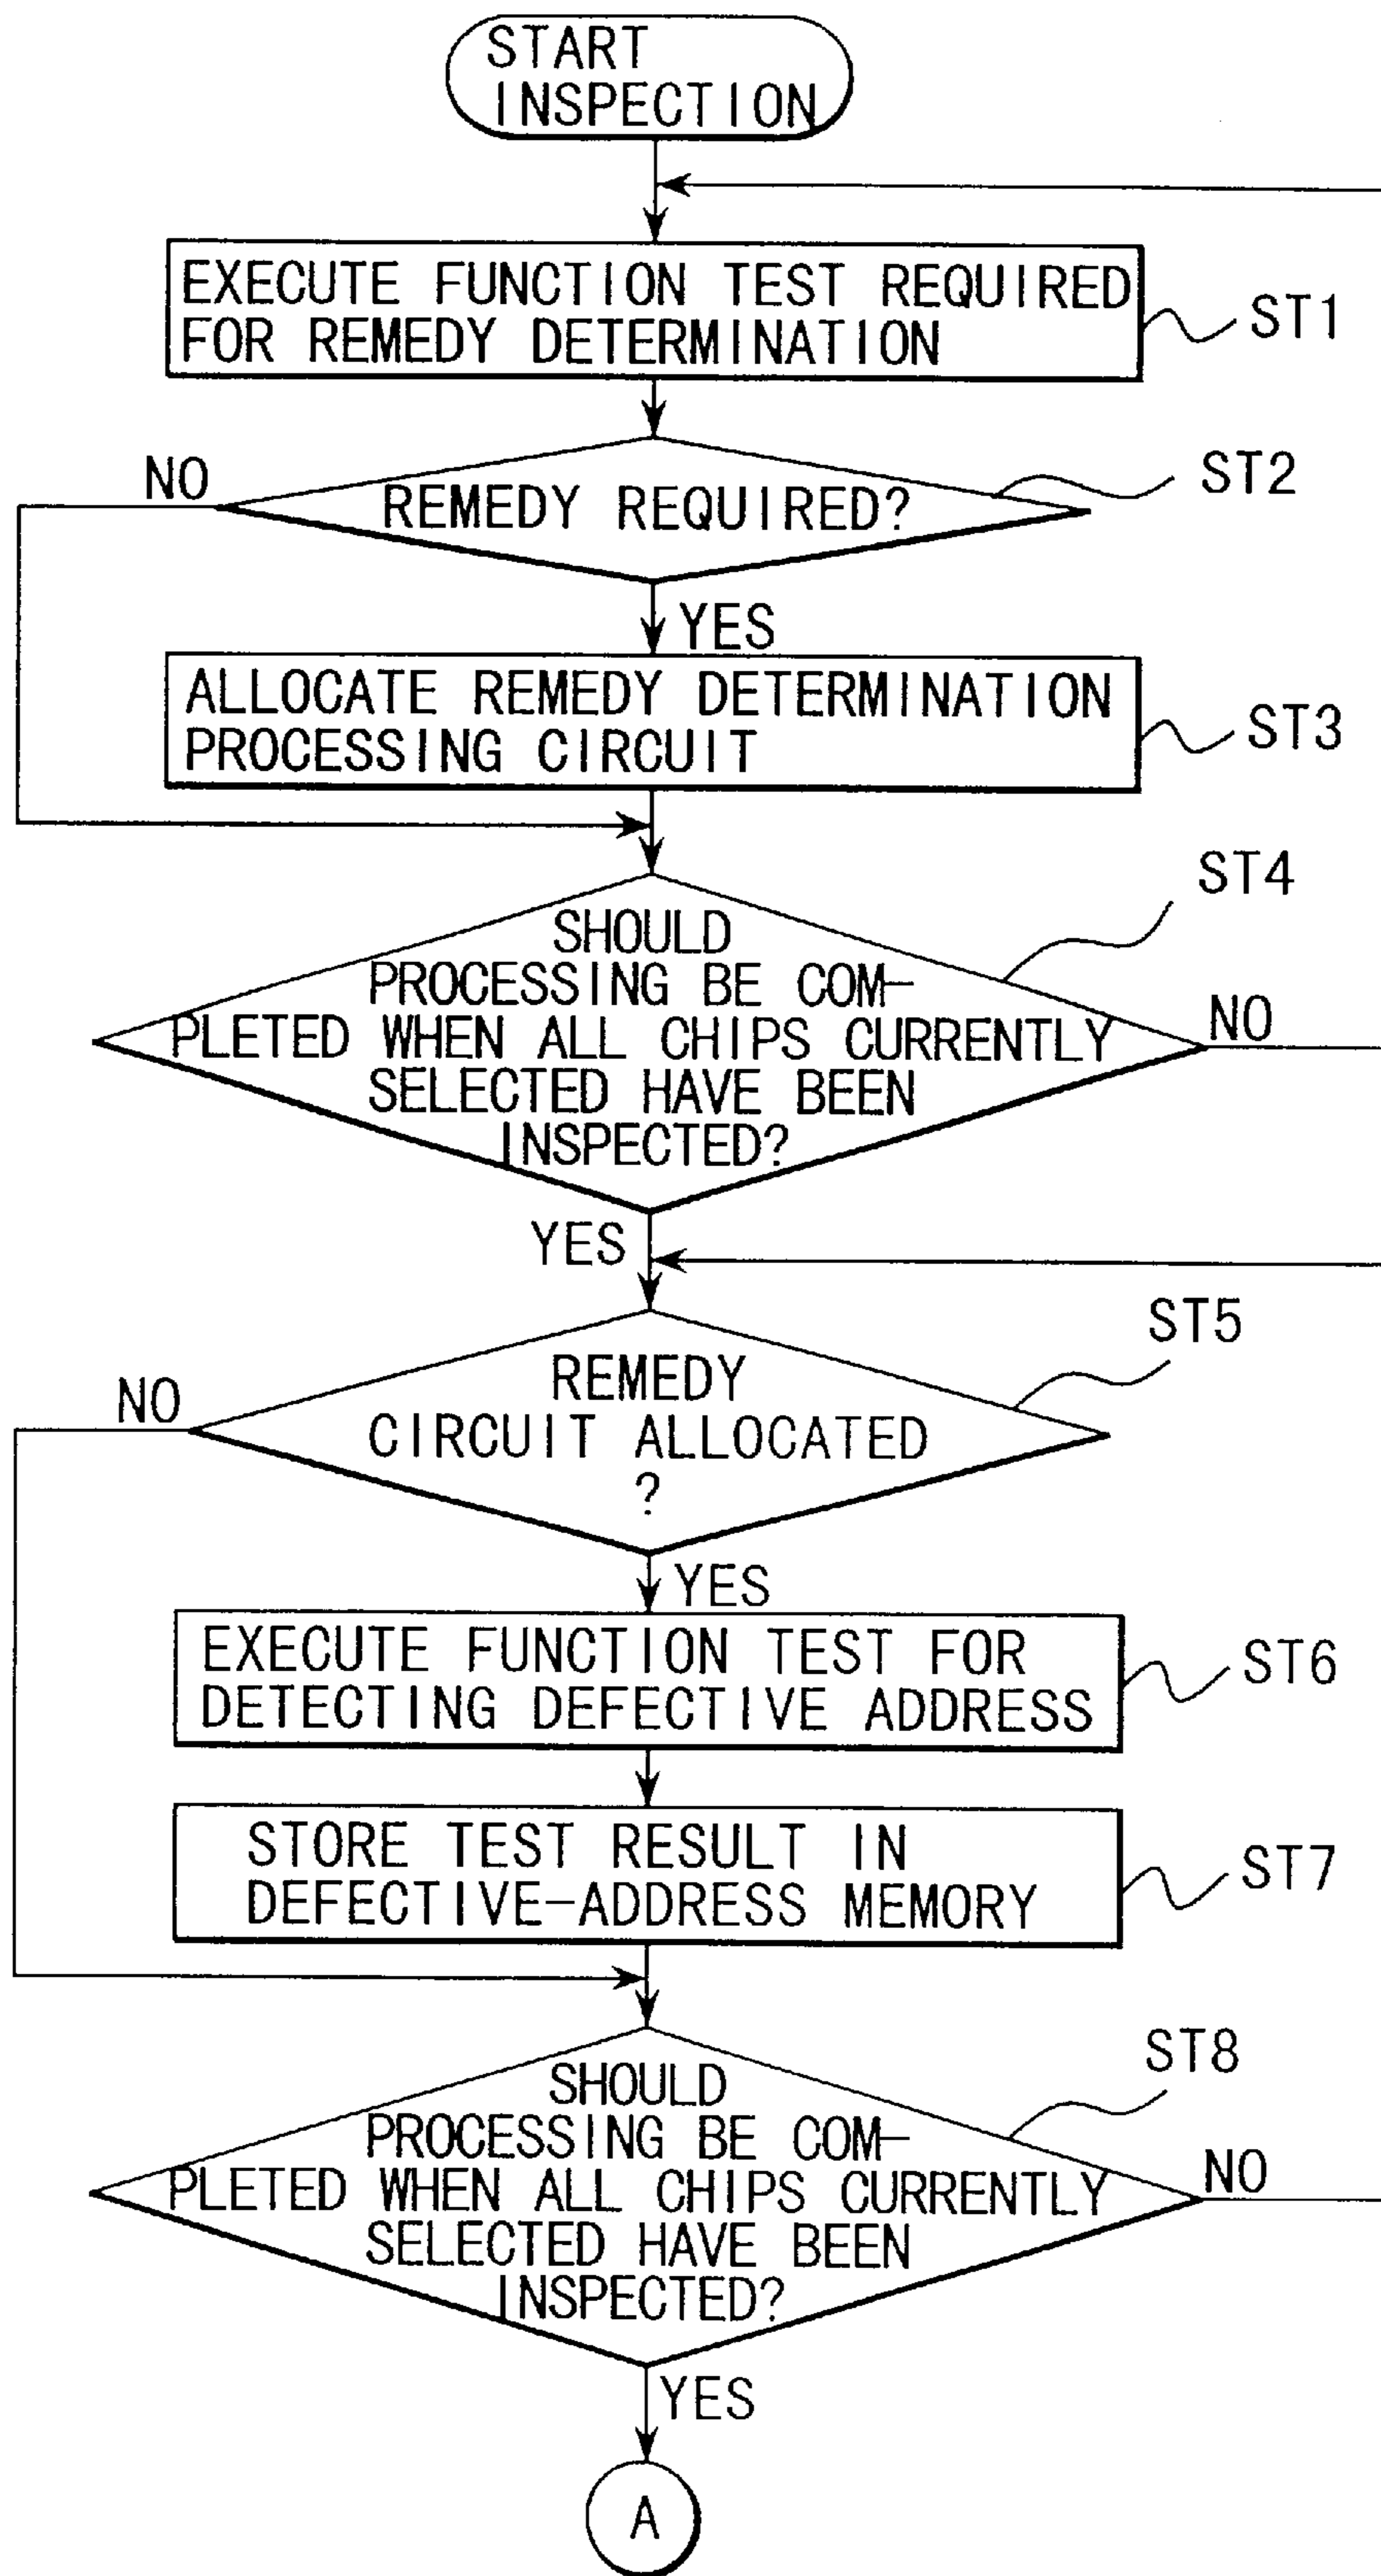 START
INSPECTION
EXECUTE FUNCTION TEST REQUIRED
FOR REMEDY DETERMINATION
ST1
NO
REMEDY REQUIRED?
ST2
YES
ALLOCATE REMEDY DETERMINATION
PROCESSING CIRCUIT
ST3
ST4
SHOULD
PROCESSING BE COM-
PLETED WHEN ALL CHIPS CURRENTLY
SELECTED HAVE BEEN
INSPECTED?
NO
YES
ST5
NO
REMEDY
CIRCUIT ALLOCATED
?
YES
EXECUTE FUNCTION TEST FOR
DETECTING DEFECTIVE ADDRESS
ST6
STORE TEST RESULT IN
DEFECTIVE-ADDRESS MEMORY
ST7
ST8
SHOULD
PROCESSING BE COM-
PLETED WHEN ALL CHIPS CURRENTLY
SELECTED HAVE BEEN
INSPECTED?
NO
YES
A